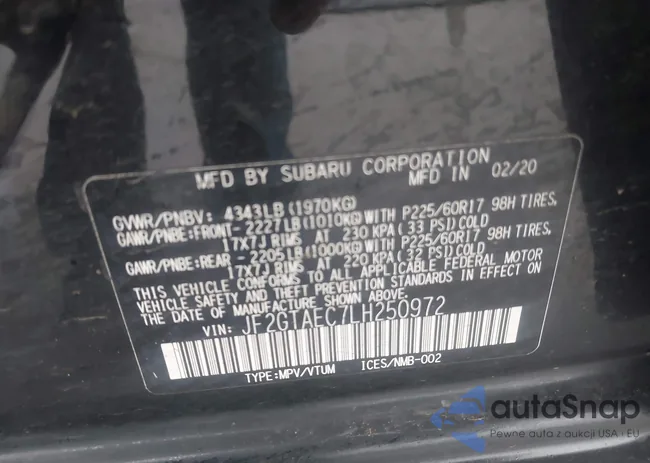 MFD BY SUBARU CORPORATION
MFD IN 02/20
GVWR/PNBV: 4343LB(1970KG)
GAWR/PNBE:FRONT-2227LB(1010KG)WITH P225/60R17 98H TIRES,
17X7J RIMS AT 230 KPA(33 PSI)COLD
GAWR/PNBE:REAR -2205LB(1000KG)WITH P225/60R17 98H TIRES,
17X7J RIMS AT 220 KPA(32 PSI)COLD
THIS VEHICLE CONFORMS TO ALL APPLICABLE FEDERAL MOTOR
VEHICLE SAFETY AND THEFT PREVENTION STANDARDS IN EFFECT ON
THE DATE OF MANUFACTURE SHOWN ABOVE.
VIN: JF2GTAEC7LH250972
TYPE:MPV/VTUM ICES/NMB-002
autaSnap
Pewne auta z aukcji USA i EU